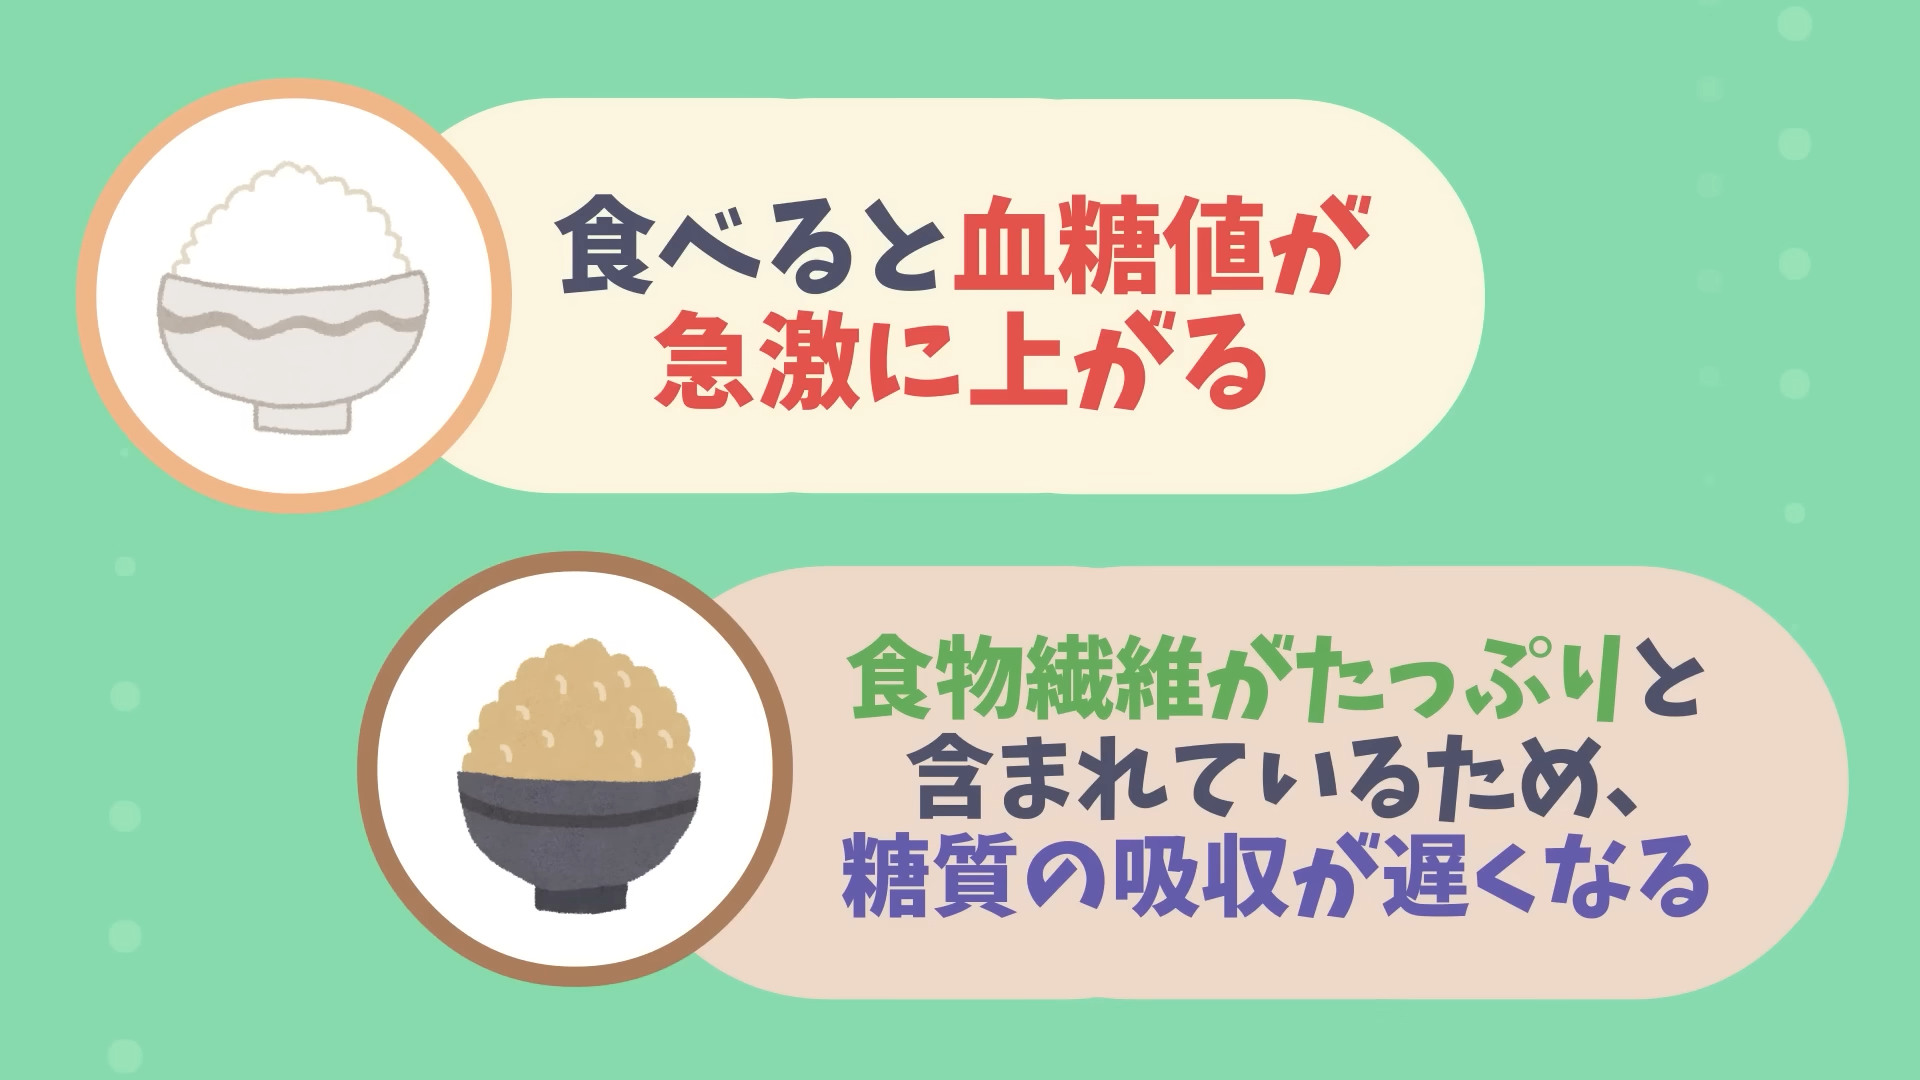 食べると血糖値が
急激に上がる
食物繊維がたっぷりと
含まれているため、
糖質の吸収が遅くなる